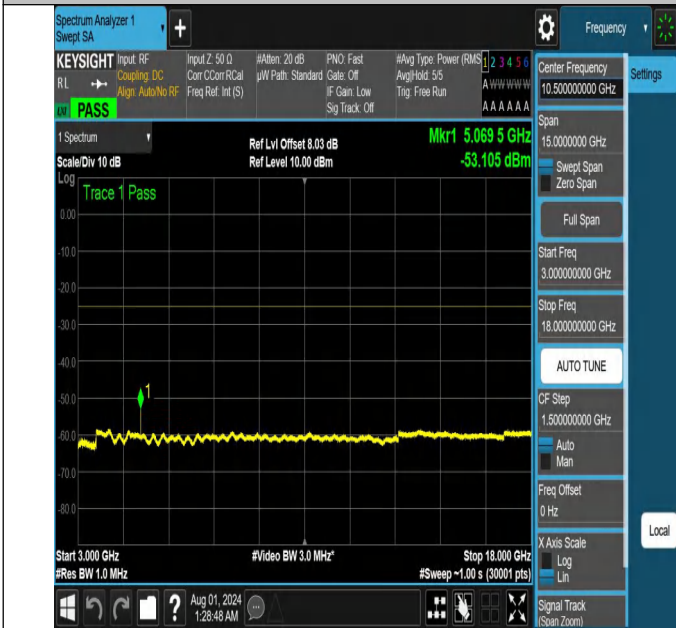 Spectrum Analyzer 1
Swept SA
+
Frequency
KEYSIGHT
RL
PASS
Input: RF
Coupling: DC
Align: Auto/No RF
Input Z: 50 Ω
Corr CCorr RCal
Freq Ref: Int (S)
#Atten: 20 dB
µW Path: Standard
PNO: Fast
Gate: Off
IF Gain: Low
Sig Track: Off
#Avg Type: Power (RMS
Avg|Hold: 5/5
Trig: Free Run
1 2 3 4 5 6
A W W W W W
A A A A A A
1 Spectrum
Scale/Div 10 dB
Ref Lvl Offset 8.03 dB
Ref Level 10.00 dBm
Mkr1 5.069 5 GHz
-53.105 dBm
Log
Trace 1 Pass
0.00
-10.0
-20.0
-30.0
-40.0
-50.0
-60.0
-70.0
-80.0
1
Start 3.000 GHz
#Res BW 1.0 MHz
#Video BW 3.0 MHz*
Stop 18.000 GHz
#Sweep ~1.00 s (30001 pts)
Center Frequency
10.500000000 GHz
Span
15.0000000 GHz
Swept Span
Zero Span
Full Span
Start Freq
3.000000000 GHz
Stop Freq
18.000000000 GHz
AUTO TUNE
CF Step
1.500000000 GHz
Auto
Man
Freq Offset
0 Hz
X Axis Scale
Log
Lin
Signal Track
(Span Zoom)
Settings
Local
?
Aug 01, 2024
1:28:48 AM